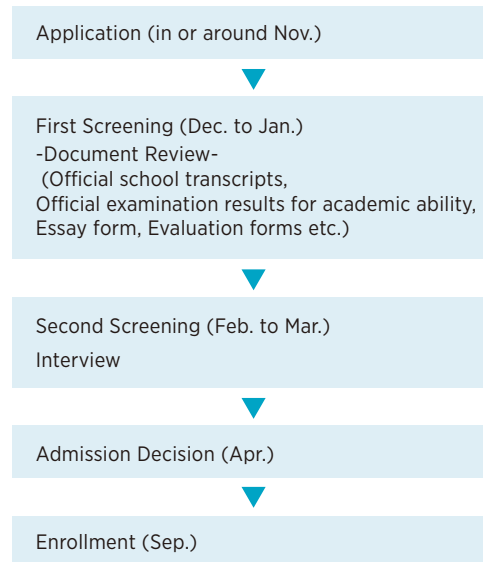 Application (in or around Nov.)
First Screening (Dec. to Jan.)
-Document Review-
(Official school transcripts,
Official examination results for academic ability,
Essay form, Evaluation forms etc.)
Second Screening (Feb. to Mar.)
Interview
Admission Decision (Apr.)
Enrollment (Sep.)